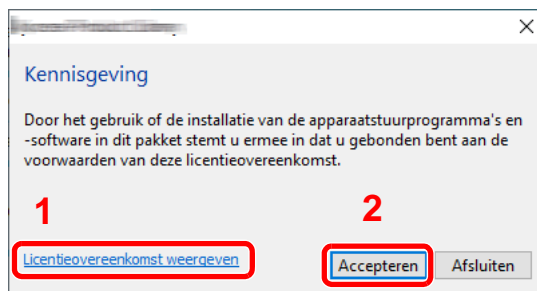 Kennisgeving
Door het gebruik of de installatie van de apparaatstuurprogramma's en
-software in dit pakket stemt u ermee in dat u gebonden bent aan de
voorwaarden van deze licentieovereenkomst.
1
2
Licentieovereenkomst weergeven
Accepteren
Afsluiten